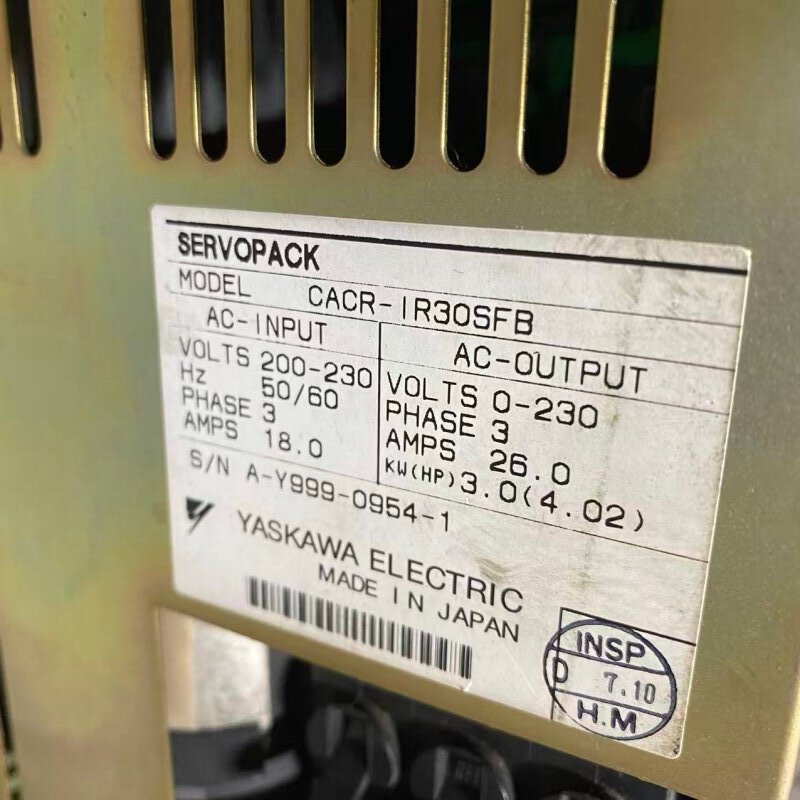 SERVOPACK
MODEL CACR-IR30SFB
AC-INPUT
VOLTS 200-230
Hz 50/60
PHASE 3
AMPS 18.0
AC-OUTPUT
VOLTS 0-230
PHASE 3
AMPS 26.0
KW(HP) 3.0(4.02)
S/N A-Y999-0954-1
YASKAWA ELECTRIC
MADE IN JAPAN
INSP
D 7.10
H.M